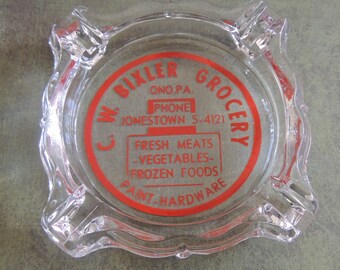 C. W. BIXLER GROCERY
ONO, PA.
PHONE
JONESTOWN 5-4121
FRESH MEATS
-VEGETABLES-
FROZEN FOODS
PAINT-HARDWARE